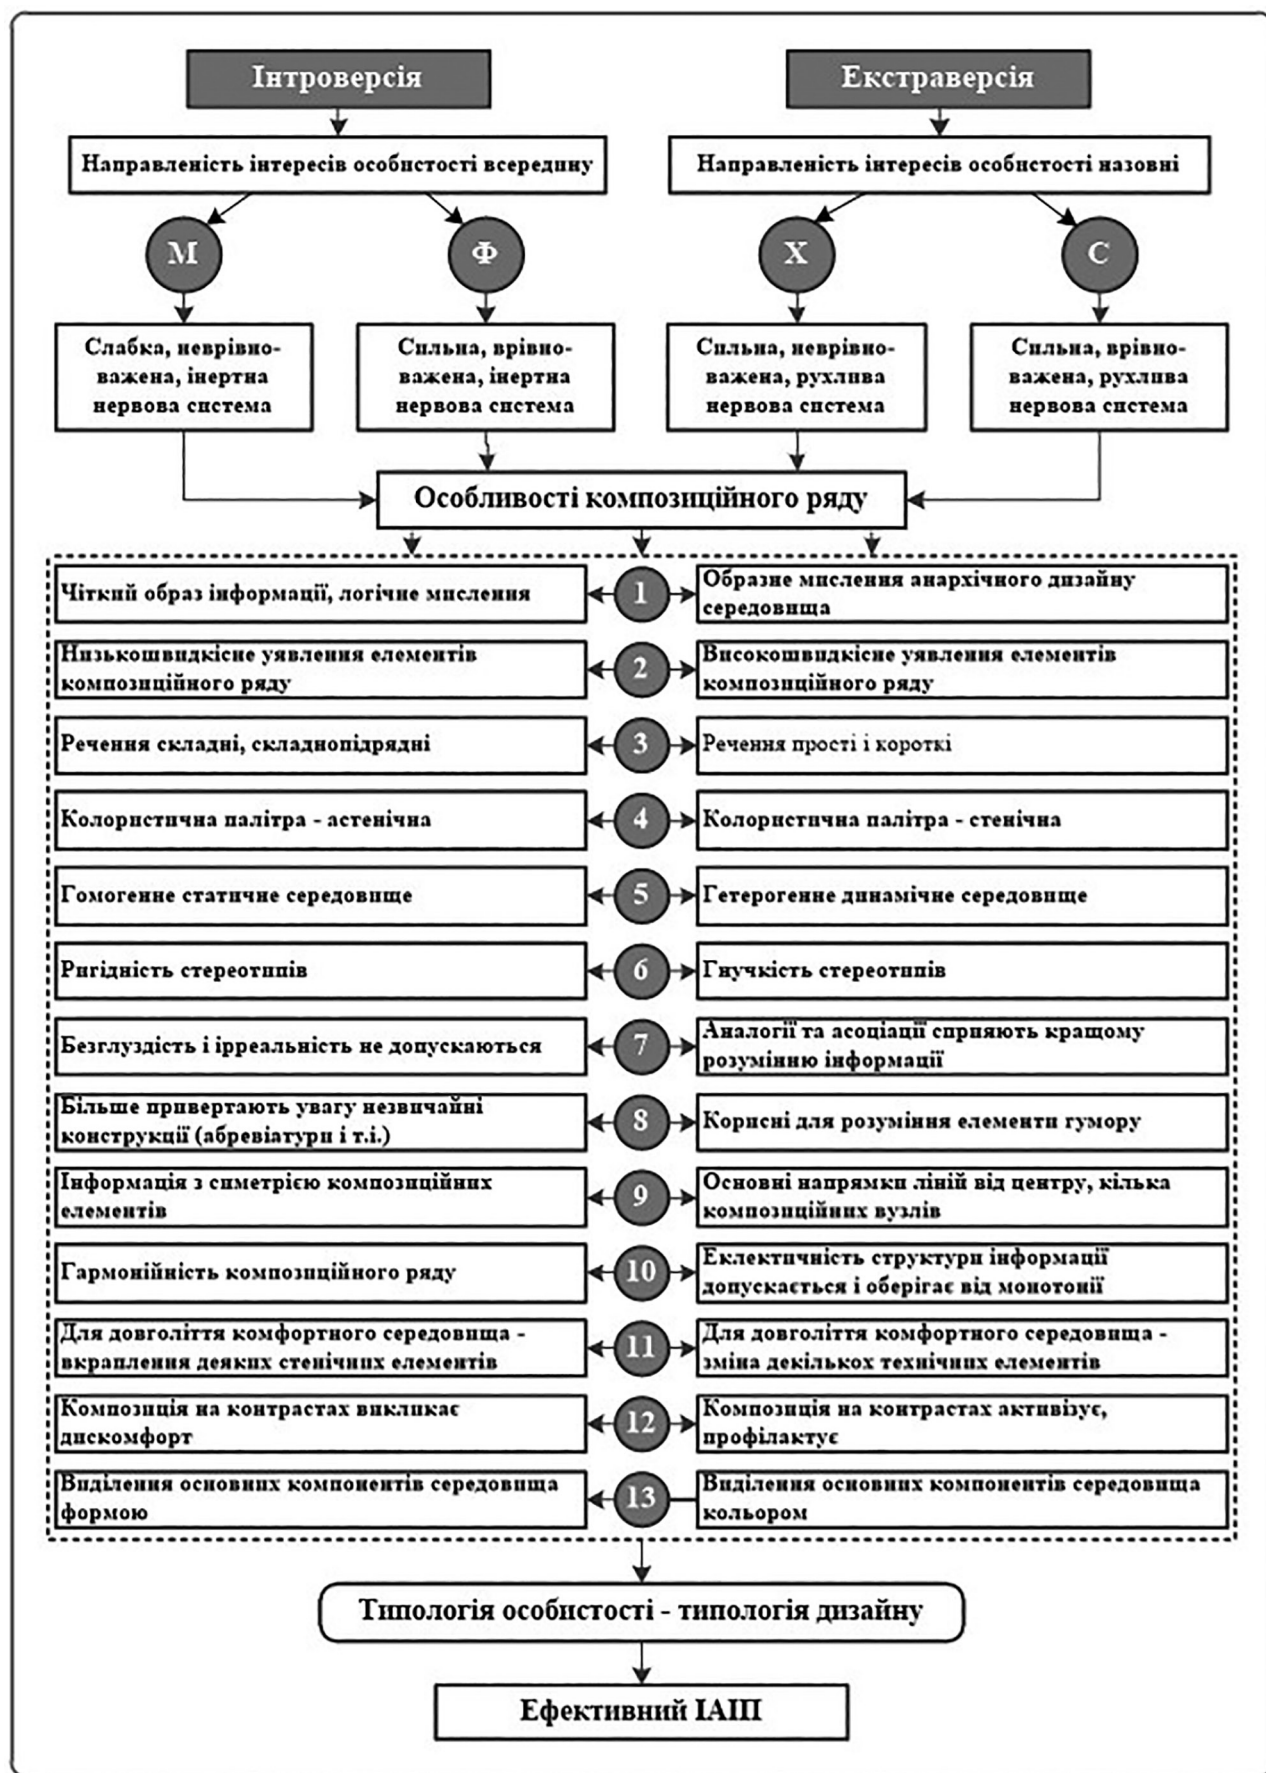 Інтроверсія
Екстраверсія
Направленість інтересів особистості всередину
Направленість інтересів особистості назовні
М
Ф
Х
С
Слабка, неврівно-
важена, інертна
нервова система
Сильна, врівно-
важена, інертна
нервова система
Сильна, неврівно-
важена, рухлива
нервова система
Сильна, врівно-
важена, рухлива
нервова система
Особливості композиційного ряду
Чіткий образ інформації, логічне мислення
1
Образне мислення анархічного дизайну
середовища
Низькошвидкісне уявлення елементів
композиційного ряду
2
Високошвидкісне уявлення елементів
композиційного ряду
Речення складні, складнопідрядні
3
Речення прості і короткі
Колористична палітра - астенічна
4
Колористична палітра - стенічна
Гомогенне статичне середовище
5
Гетерогенне динамічне середовище
Ригідність стереотипів
6
Гнучкість стереотипів
Безглуздість і ірреальність не допускаються
7
Аналогії та асоціації сприяють кращому
розумінню інформації
Більше привертають увагу незвичайні
конструкції (абревіатури і т.і.)
8
Корисні для розуміння елементи гумору
Інформація з симетрією композиційних
елементів
9
Основні напрямки ліній від центру, кілька
композиційних вузлів
Гармонійність композиційного ряду
10
Еклектичність структури інформації
допускається і оберігає від монотонії
Для довголіття комфортного середовища -
вкраплення деяких стенічних елементів
11
Для довголіття комфортного середовища -
зміна декількох технічних елементів
Композиція на контрастах викликає
дискомфорт
12
Композиція на контрастах активізує,
профілактує
Виділення основних компонентів середовища
формою
13
Виділення основних компонентів середовища
кольором
Типологія особистості - типологія дизайну
Ефективний ІАІП